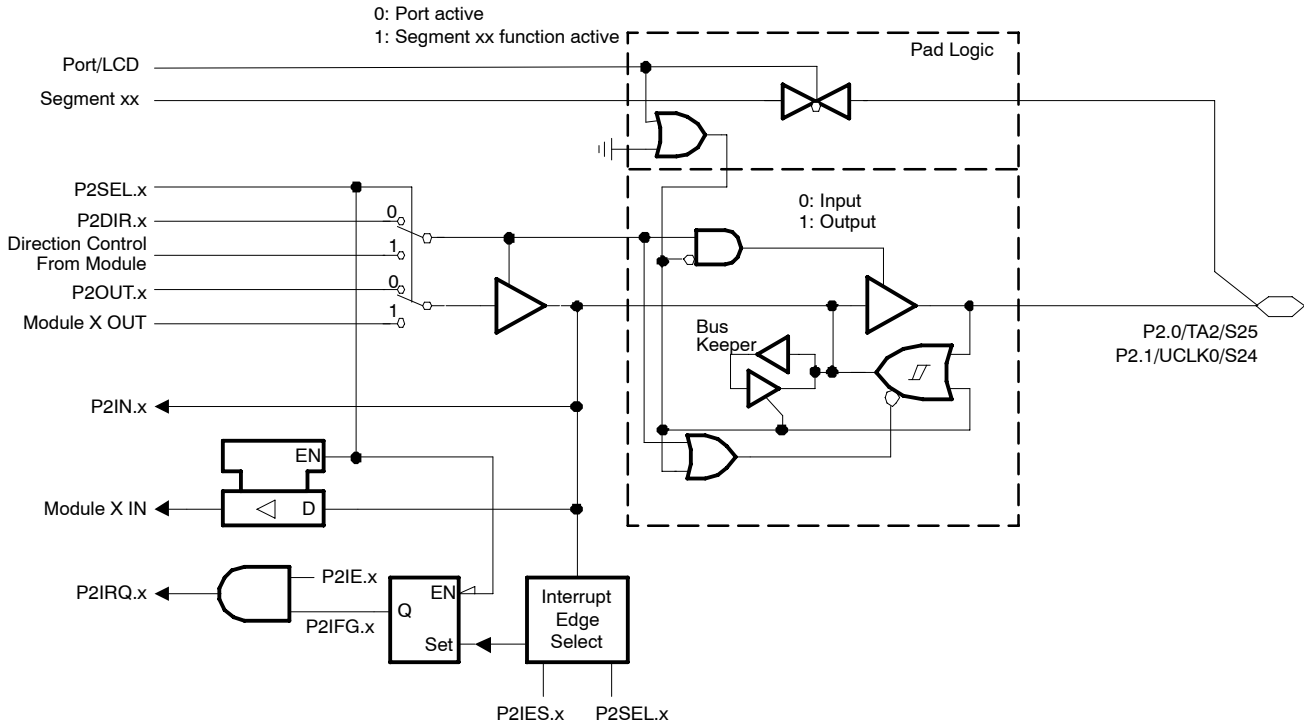 0: Port active
1: Segment xx function active
Pad Logic
Port/LCD
Segment xx
P2SEL.x
0: Input
1: Output
P2DIR.x
0
Direction Control
From Module
1
P2OUT.x
0
Module X OUT
1
Bus
Keeper
P2.0/TA2/S25
P2.1/UCLK0/S24
P2IN.x
EN
Module X IN
D
P2IE.x
P2IRQ.x
P2IFG.x
EN
Q
Set
Interrupt
Edge
Select
P2IES.x
P2SEL.x